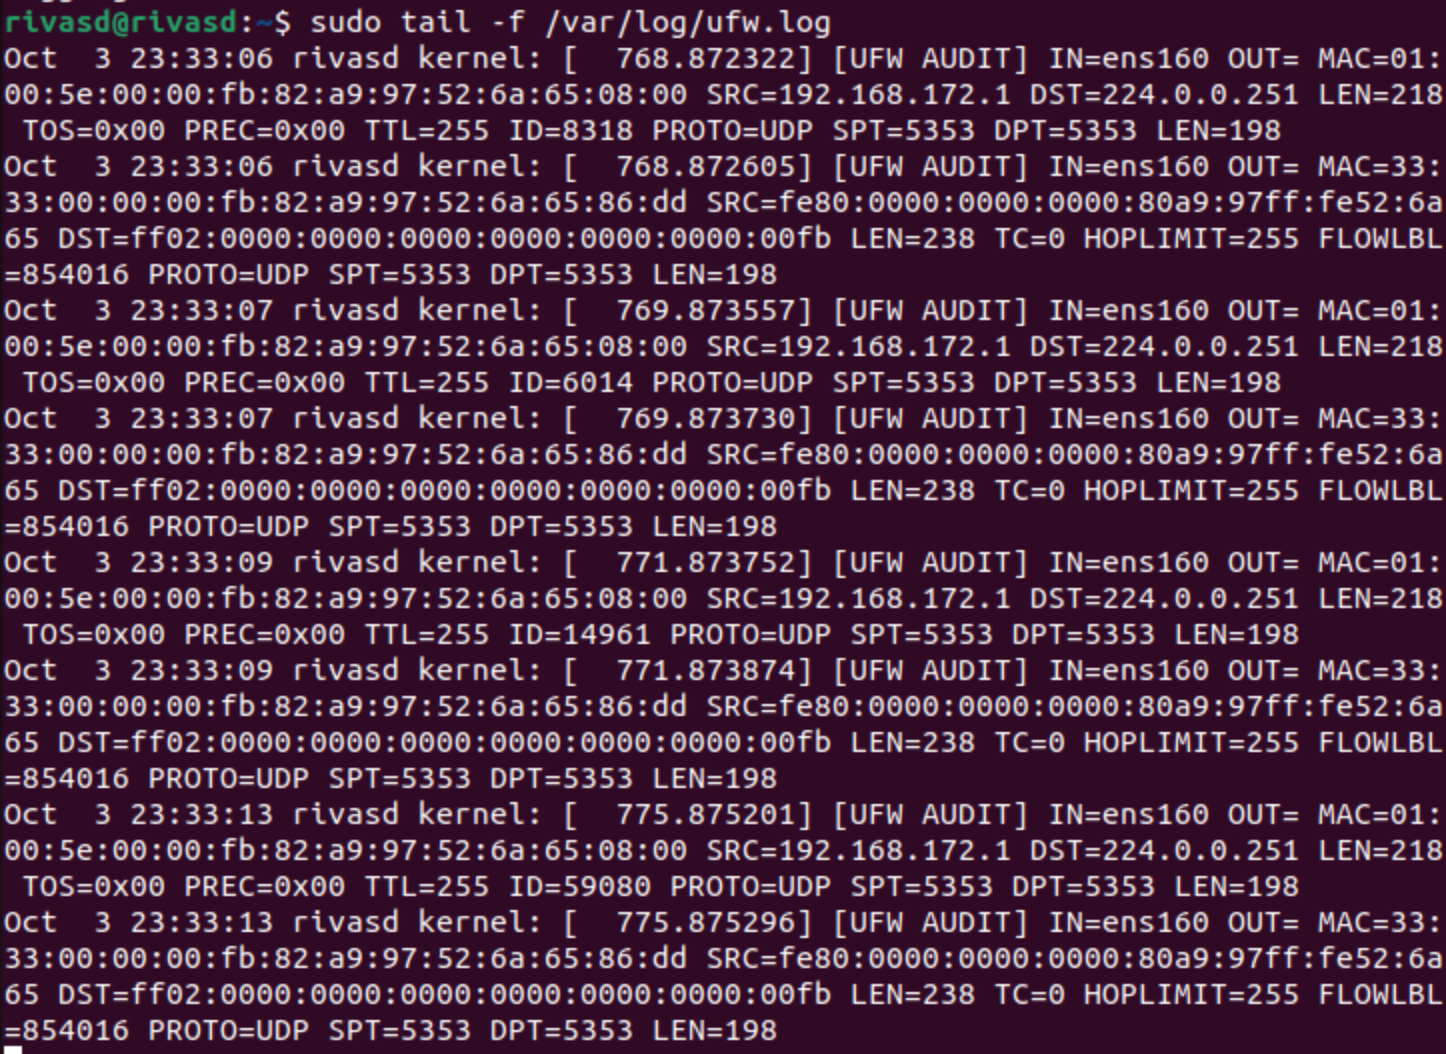 rivasd@rivasd:~$ sudo tail -f /var/log/ufw.log
Oct  3 23:33:06 rivasd kernel: [  768.872322] [UFW AUDIT] IN=ens160 OUT= MAC=01:
00:5e:00:00:fb:82:a9:97:52:6a:65:08:00 SRC=192.168.172.1 DST=224.0.0.251 LEN=218
 TOS=0x00 PREC=0x00 TTL=255 ID=8318 PROTO=UDP SPT=5353 DPT=5353 LEN=198
Oct  3 23:33:06 rivasd kernel: [  768.872605] [UFW AUDIT] IN=ens160 OUT= MAC=33:
33:00:00:00:fb:82:a9:97:52:6a:65:86:dd SRC=fe80:0000:0000:0000:80a9:97ff:fe52:6a
65 DST=ff02:0000:0000:0000:0000:0000:0000:00fb LEN=238 TC=0 HOPLIMIT=255 FLOWLBL
=854016 PROTO=UDP SPT=5353 DPT=5353 LEN=198
Oct  3 23:33:07 rivasd kernel: [  769.873557] [UFW AUDIT] IN=ens160 OUT= MAC=01:
00:5e:00:00:fb:82:a9:97:52:6a:65:08:00 SRC=192.168.172.1 DST=224.0.0.251 LEN=218
 TOS=0x00 PREC=0x00 TTL=255 ID=6014 PROTO=UDP SPT=5353 DPT=5353 LEN=198
Oct  3 23:33:07 rivasd kernel: [  769.873730] [UFW AUDIT] IN=ens160 OUT= MAC=33:
33:00:00:00:fb:82:a9:97:52:6a:65:86:dd SRC=fe80:0000:0000:0000:80a9:97ff:fe52:6a
65 DST=ff02:0000:0000:0000:0000:0000:0000:00fb LEN=238 TC=0 HOPLIMIT=255 FLOWLBL
=854016 PROTO=UDP SPT=5353 DPT=5353 LEN=198
Oct  3 23:33:09 rivasd kernel: [  771.873752] [UFW AUDIT] IN=ens160 OUT= MAC=01:
00:5e:00:00:fb:82:a9:97:52:6a:65:08:00 SRC=192.168.172.1 DST=224.0.0.251 LEN=218
 TOS=0x00 PREC=0x00 TTL=255 ID=14961 PROTO=UDP SPT=5353 DPT=5353 LEN=198
Oct  3 23:33:09 rivasd kernel: [  771.873874] [UFW AUDIT] IN=ens160 OUT= MAC=33:
33:00:00:00:fb:82:a9:97:52:6a:65:86:dd SRC=fe80:0000:0000:0000:80a9:97ff:fe52:6a
65 DST=ff02:0000:0000:0000:0000:0000:0000:00fb LEN=238 TC=0 HOPLIMIT=255 FLOWLBL
=854016 PROTO=UDP SPT=5353 DPT=5353 LEN=198
Oct  3 23:33:13 rivasd kernel: [  775.875201] [UFW AUDIT] IN=ens160 OUT= MAC=01:
00:5e:00:00:fb:82:a9:97:52:6a:65:08:00 SRC=192.168.172.1 DST=224.0.0.251 LEN=218
 TOS=0x00 PREC=0x00 TTL=255 ID=59080 PROTO=UDP SPT=5353 DPT=5353 LEN=198
Oct  3 23:33:13 rivasd kernel: [  775.875296] [UFW AUDIT] IN=ens160 OUT= MAC=33:
33:00:00:00:fb:82:a9:97:52:6a:65:86:dd SRC=fe80:0000:0000:0000:80a9:97ff:fe52:6a
65 DST=ff02:0000:0000:0000:0000:0000:0000:00fb LEN=238 TC=0 HOPLIMIT=255 FLOWLBL
=854016 PROTO=UDP SPT=5353 DPT=5353 LEN=198